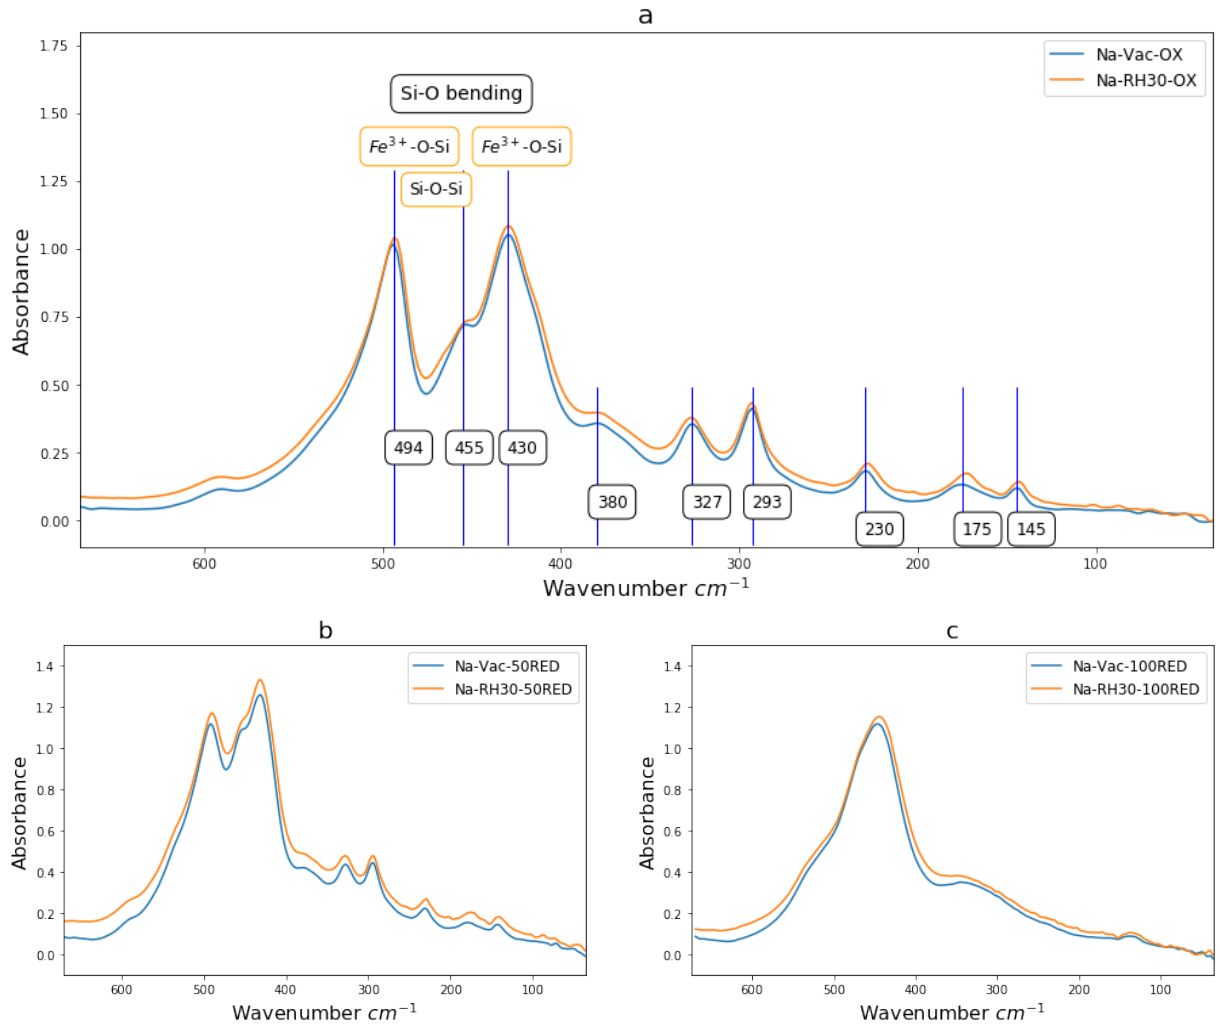 a
Na-Vac-OX
Na-RH30-OX
Si-O bending
Fe³⁺-O-Si
Fe³⁺-O-Si
Si-O-Si
1.75
1.50
1.25
1.00
0.75
0.50
0.25
0.00
Absorbance
494
455
430
380
327
293
230
175
145
600
500
400
300
200
100
Wavenumber cm⁻¹
b
Na-Vac-50RED
Na-RH30-50RED
1.4
1.2
1.0
0.8
0.6
0.4
0.2
0.0
Absorbance
600
500
400
300
200
100
Wavenumber cm⁻¹
c
Na-Vac-100RED
Na-RH30-100RED
1.4
1.2
1.0
0.8
0.6
0.4
0.2
0.0
Absorbance
600
500
400
300
200
100
Wavenumber cm⁻¹